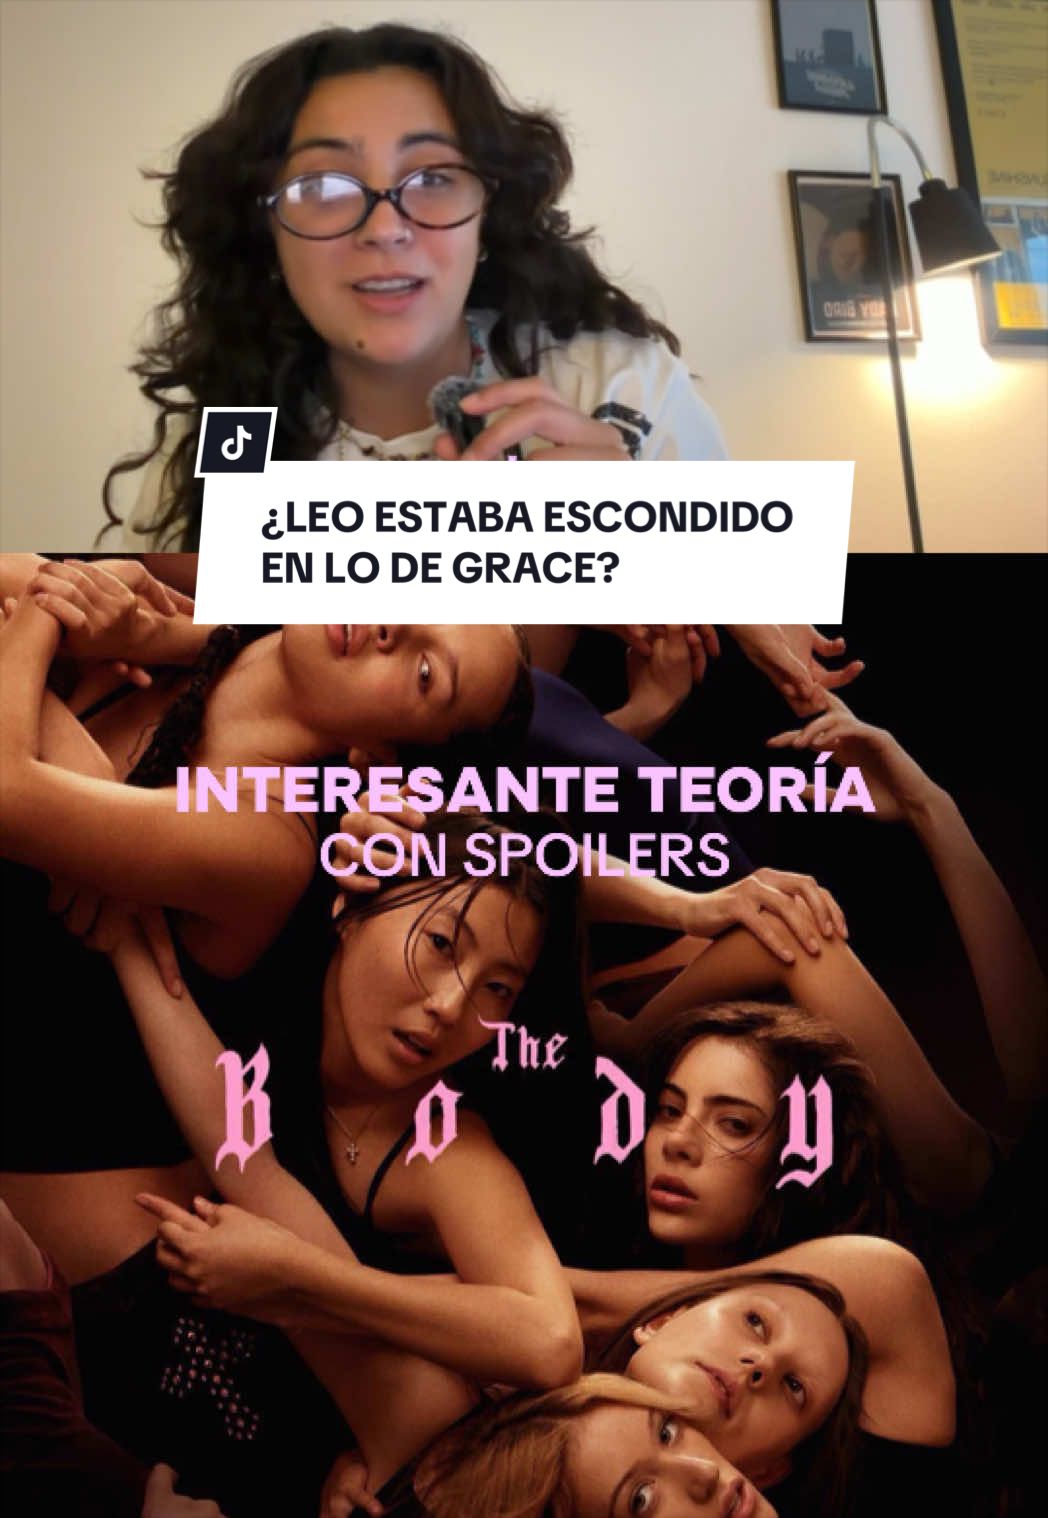 ¿LEO ESTABA ESCONDIDO
EN LO DE GRACE?
INTERESANTE TEORÍA
CON SPOILERS
The
Body